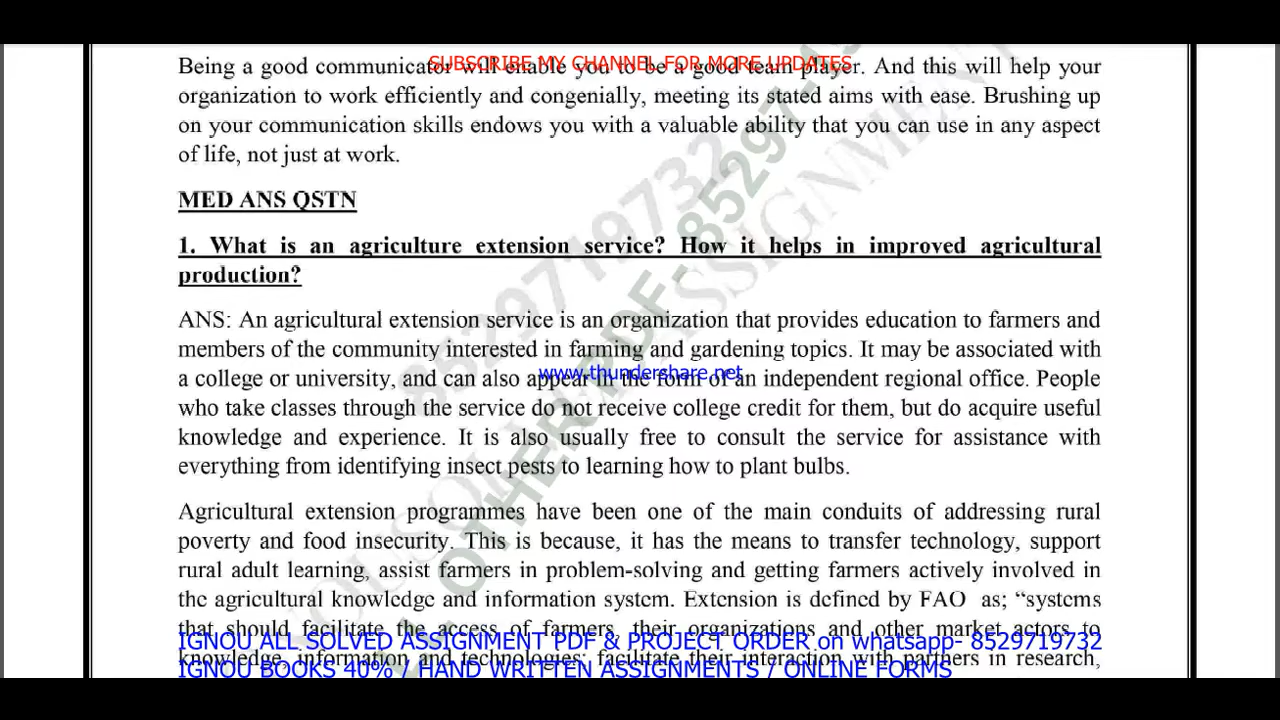 SUBSCRIBE MY CHANNEL FOR MORE UPDATES
Being a good communicator will enable you to be a good team player. And this will help your
organization to work efficiently and congenially, meeting its stated aims with ease. Brushing up
on your communication skills endows you with a valuable ability that you can use in any aspect
of life, not just at work.
MED ANS QSTN
1. What is an agriculture extension service? How it helps in improved agricultural
production?
ANS: An agricultural extension service is an organization that provides education to farmers and
members of the community interested in farming and gardening topics. It may be associated with
www.thundershare.net
a college or university, and can also appear in the form of an independent regional office. People
who take classes through the service do not receive college credit for them, but do acquire useful
knowledge and experience. It is also usually free to consult the service for assistance with
everything from identifying insect pests to learning how to plant bulbs.
Agricultural extension programmes have been one of the main conduits of addressing rural
poverty and food insecurity. This is because, it has the means to transfer technology, support
rural adult learning, assist farmers in problem-solving and getting farmers actively involved in
the agricultural knowledge and information system. Extension is defined by FAO as; “systems
that should facilitate the access of farmers, their organizations and other market actors to
IGNOU ALL SOLVED ASSIGNMENT PDF & PROJECT ORDER on whatsapp- 8529719732
knowledge, information and technologies; facilitate their interaction with partners in research,
IGNOU BOOKS 40% / HAND WRITTEN ASSIGNMENTS / ONLINE FORMS
8529719732
OTHER PDF- 85297-